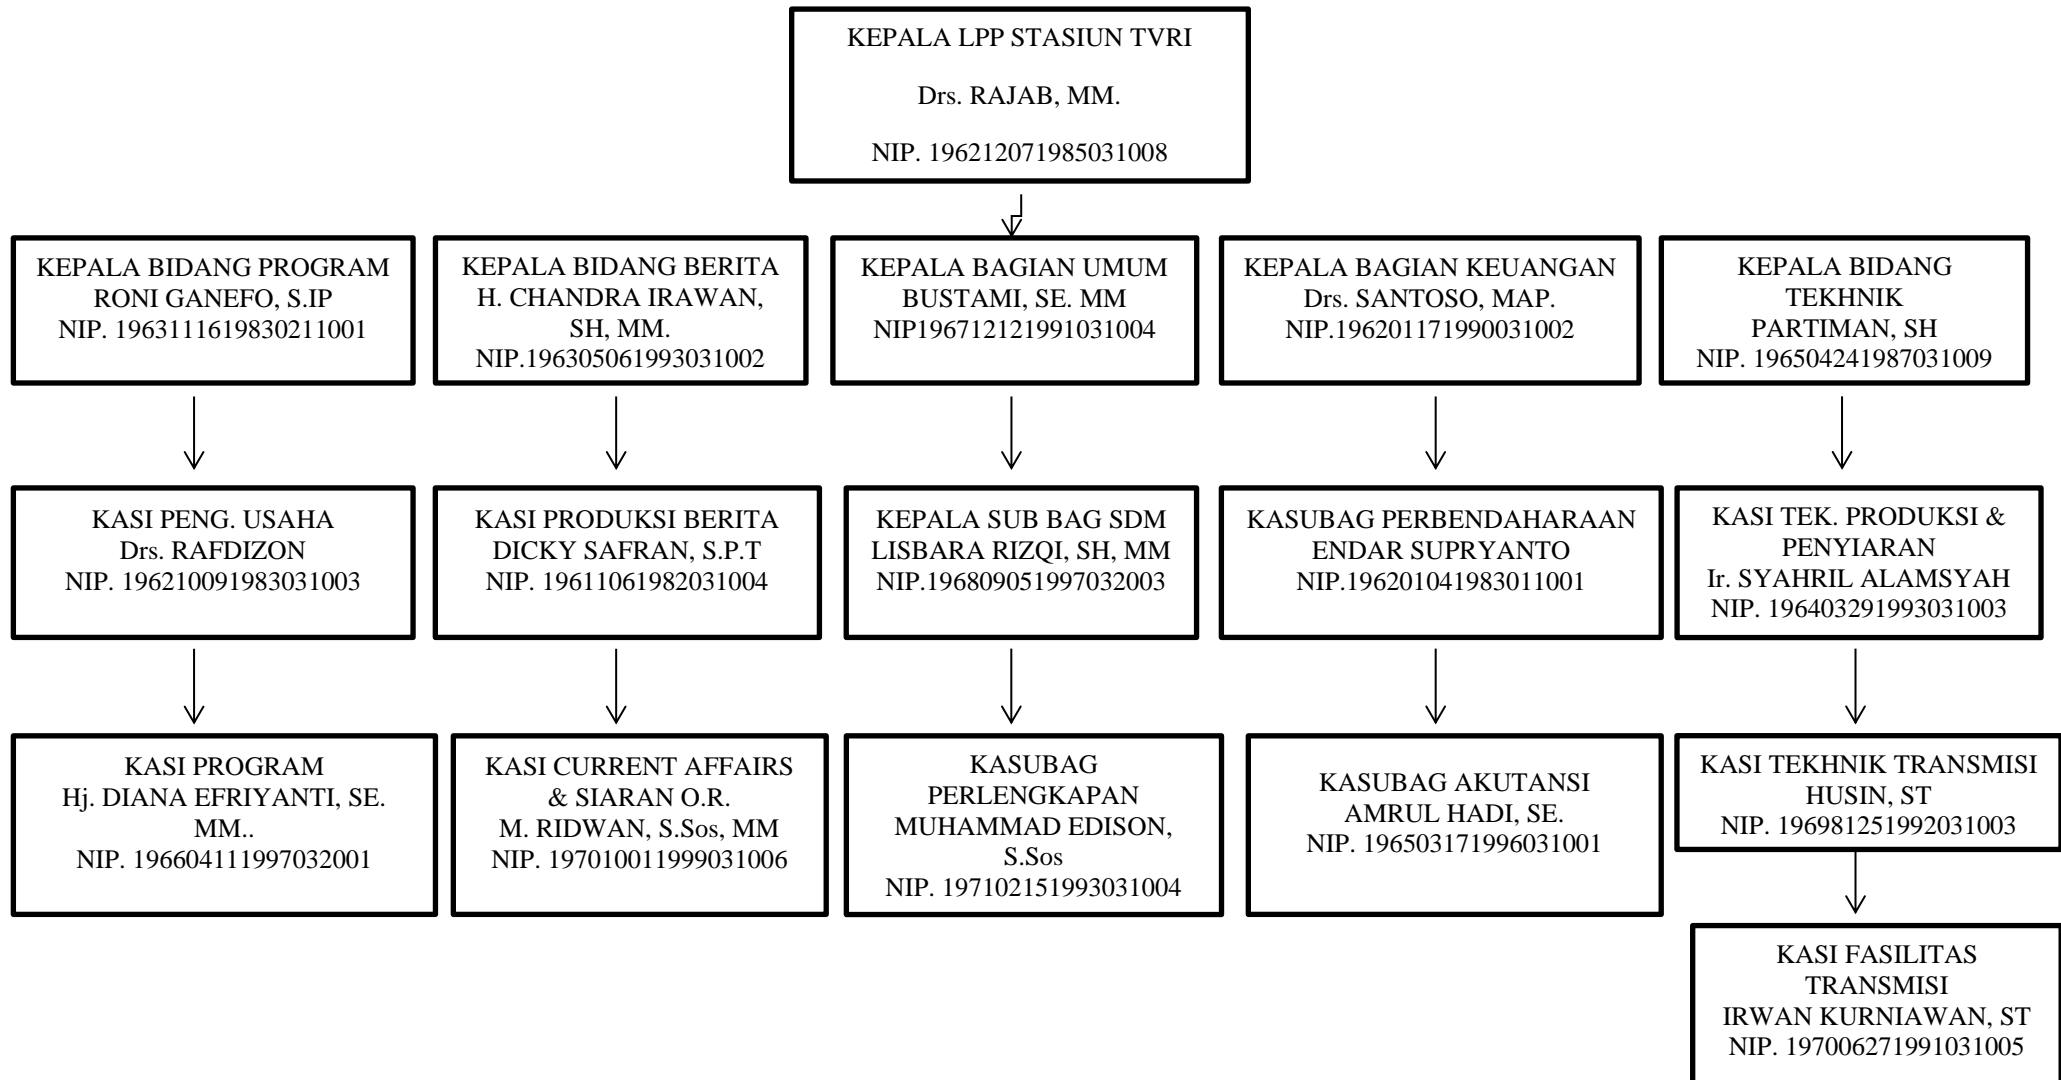 KEPALA LPP STASIUN TVRI
Drs. RAJAB, MM.
NIP. 196212071985031008
KEPALA BIDANG PROGRAM
RONI GANEFO, S.IP
NIP. 1963111619830211001
KEPALA BIDANG BERITA
H. CHANDRA IRAWAN,
SH, MM.
NIP.196305061993031002
KEPALA BAGIAN UMUM
BUSTAMI, SE. MM
NIP196712121991031004
KEPALA BAGIAN KEUANGAN
Drs. SANTOSO, MAP.
NIP.196201171990031002
KEPALA BIDANG
TEKHNIK
PARTIMAN, SH
NIP. 196504241987031009
KASI PENG. USAHA
Drs. RAFDIZON
NIP. 196210091983031003
KASI PRODUKSI BERITA
DICKY SAFRAN, S.P.T
NIP. 19611061982031004
KEPALA SUB BAG SDM
LISBARA RIZQI, SH, MM
NIP.196809051997032003
KASUBAG PERBENDAHARAAN
ENDAR SUPRYANTO
NIP.196201041983011001
KASI TEK. PRODUKSI &
PENYIARAN
Ir. SYAHRIL ALAMSYAH
NIP. 196403291993031003
KASI PROGRAM
Hj. DIANA EFRIYANTI, SE.
MM..
NIP. 196604111997032001
KASI CURRENT AFFAIRS
& SIARAN O.R.
M. RIDWAN, S.Sos, MM
NIP. 197010011999031006
KASUBAG
PERLENGKAPAN
MUHAMMAD EDISON,
S.Sos
NIP. 197102151993031004
KASUBAG AKUTANSI
AMRUL HADI, SE.
NIP. 196503171996031001
KASI TEKHNIK TRANSMISI
HUSIN, ST
NIP. 196981251992031003
KASI FASILITAS
TRANSMISI
IRWAN KURNIAWAN, ST
NIP. 197006271991031005